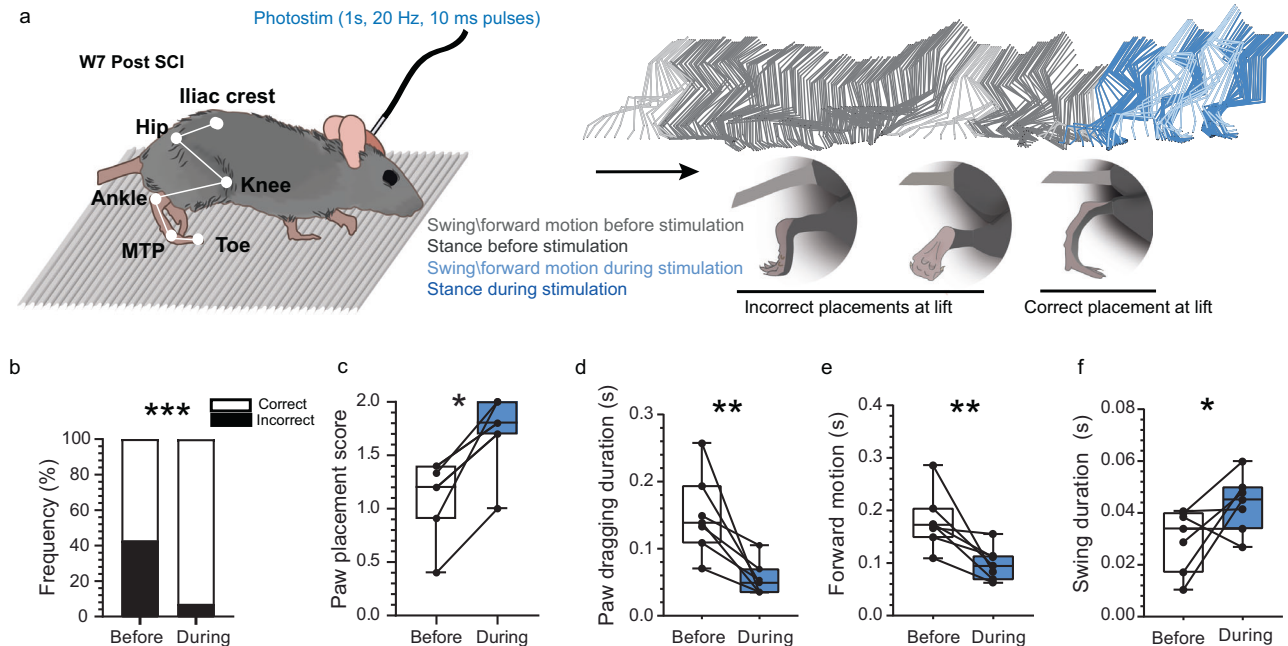 a
Photostim (1s, 20 Hz, 10 ms pulses)
W7 Post SCI
Iliac crest
Hip
Knee
Ankle
MTP
Toe
Swing\forward motion before stimulation
Stance before stimulation
Swing\forward motion during stimulation
Stance during stimulation
Incorrect placements at lift
Correct placement at lift
b
***
Correct
Incorrect
Frequency (%)
100
80
60
40
20
0
Before
During
c
*
Paw placement score
2.0
1.5
1.0
0.5
0.0
Before
During
d
**
Paw dragging duration (s)
0.3
0.2
0.1
0.0
Before
During
e
**
Forward motion (s)
0.4
0.3
0.2
0.1
0.0
Before
During
f
*
Swing duration (s)
0.08
0.06
0.04
0.02
0.00
Before
During